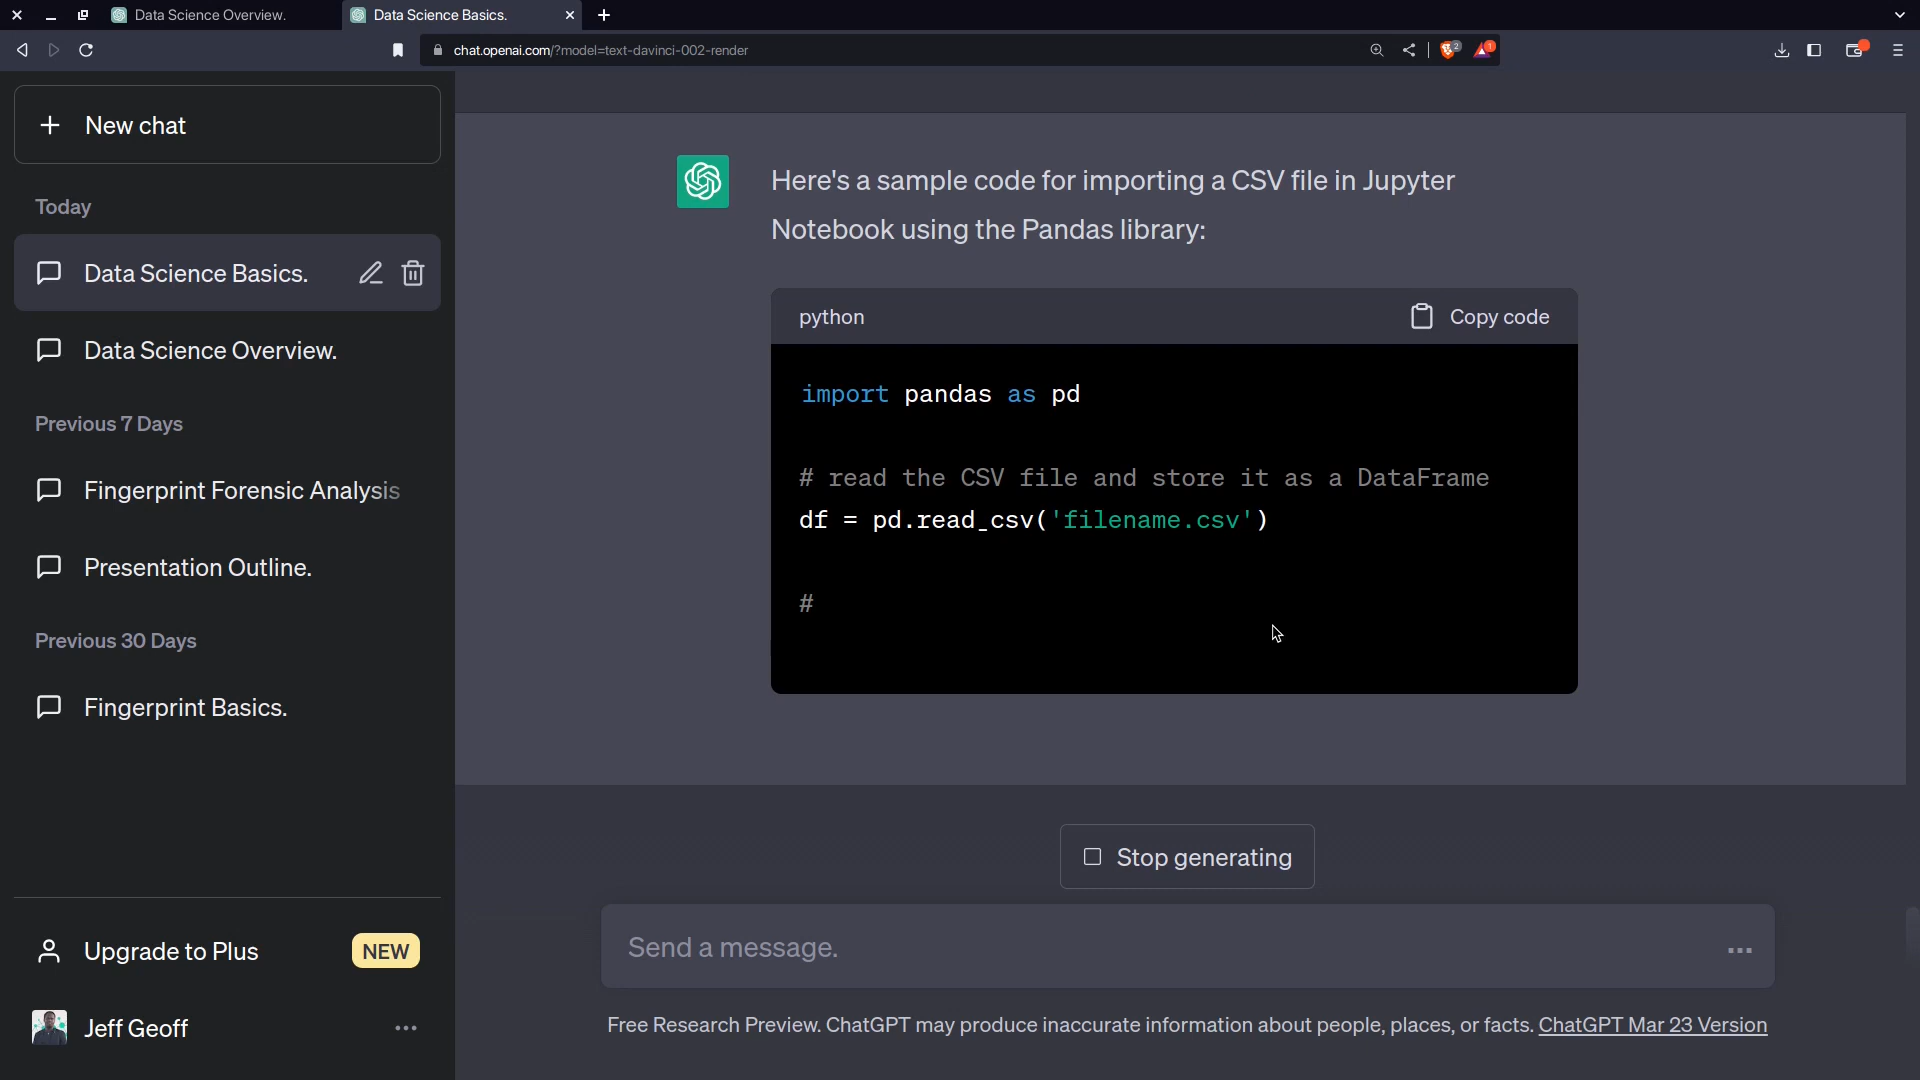 Data Science Overview.
Data Science Basics.
chat.openai.com/?model=text-davinci-002-render
2
1
New chat
Today
Data Science Basics.
Data Science Overview.
Previous 7 Days
Fingerprint Forensic Analysis
Presentation Outline.
Previous 30 Days
Fingerprint Basics.
Upgrade to Plus NEW
Jeff Geoff
Here's a sample code for importing a CSV file in Jupyter
Notebook using the Pandas library:
python Copy code
import pandas as pd
# read the CSV file and store it as a DataFrame
df = pd.read_csv('filename.csv')
#
Stop generating
Send a message.
Free Research Preview. ChatGPT may produce inaccurate information about people, places, or facts. ChatGPT Mar 23 Version